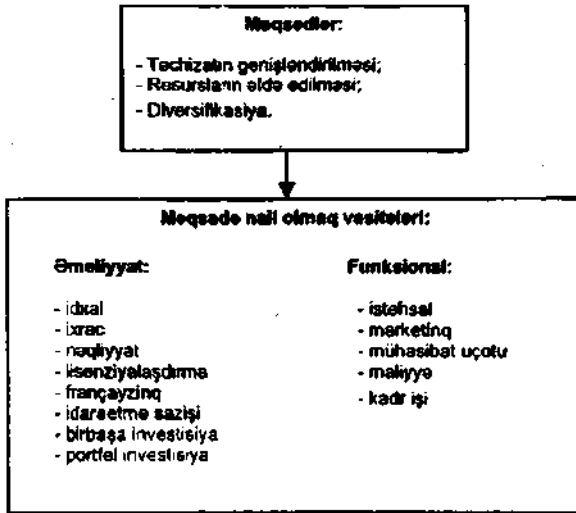 Məqsədlər:
- Təchizatın genişləndirilməsi;
- Resursların əldə edilməsi;
- Diversifikasiya.
Məqsədə nail olmaq vasitələri:
Əməliyyat:
- idxal
- ixrac
- nəqliyyat
- lisenziyalaşdırma
- françayzinq
- idarəetmə sazişi
- birbaşa investisiya
- portfel investisiya
Funksional:
- istehsal
- marketinq
- mühasibat uçotu
- maliyyə
- kadr işi